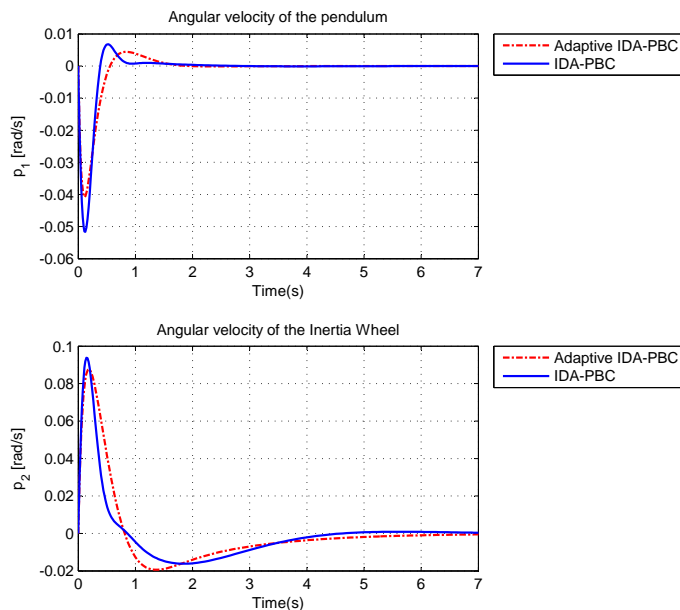 Angular velocity of the pendulum
0.01
0
-0.01
-0.02
-0.03
-0.04
-0.05
-0.06
p1 [rad/s]
0 1 2 3 4 5 6 7
Time(s)
Adaptive IDA-PBC
IDA-PBC
Angular velocity of the Inertia Wheel
0.1
0.08
0.06
0.04
0.02
0
-0.02
p2 [rad/s]
0 1 2 3 4 5 6 7
Time(s)
Adaptive IDA-PBC
IDA-PBC